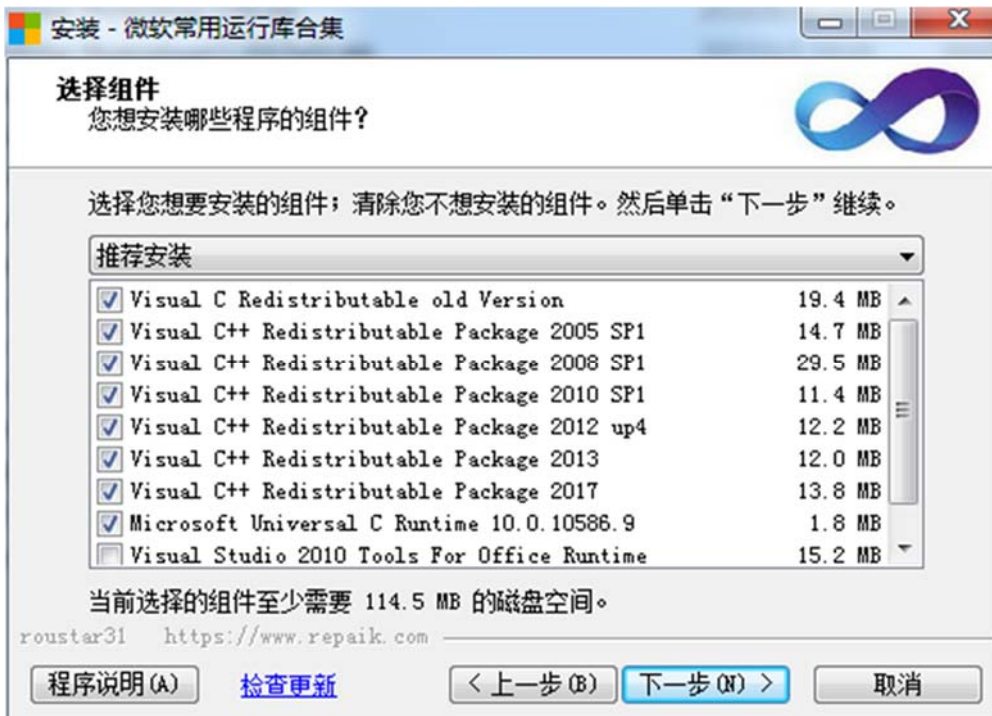 安装 - 微软常用运行库合集
选择组件
您想安装哪些程序的组件？
选择您想要安装的组件；清除您不想安装的组件。然后单击“下一步”继续。
推荐安装
Visual C Redistributable old Version 19.4 MB
Visual C++ Redistributable Package 2005 SP1 14.7 MB
Visual C++ Redistributable Package 2008 SP1 29.5 MB
Visual C++ Redistributable Package 2010 SP1 11.4 MB
Visual C++ Redistributable Package 2012 up4 12.2 MB
Visual C++ Redistributable Package 2013 12.0 MB
Visual C++ Redistributable Package 2017 13.8 MB
Microsoft Universal C Runtime 10.0.10586.9 1.8 MB
Visual Studio 2010 Tools For Office Runtime 15.2 MB
当前选择的组件至少需要 114.5 MB 的磁盘空间。
roustar31 https://www.repaik.com
程序说明(A) 检查更新 < 上一步(B) 下一步(N) > 取消